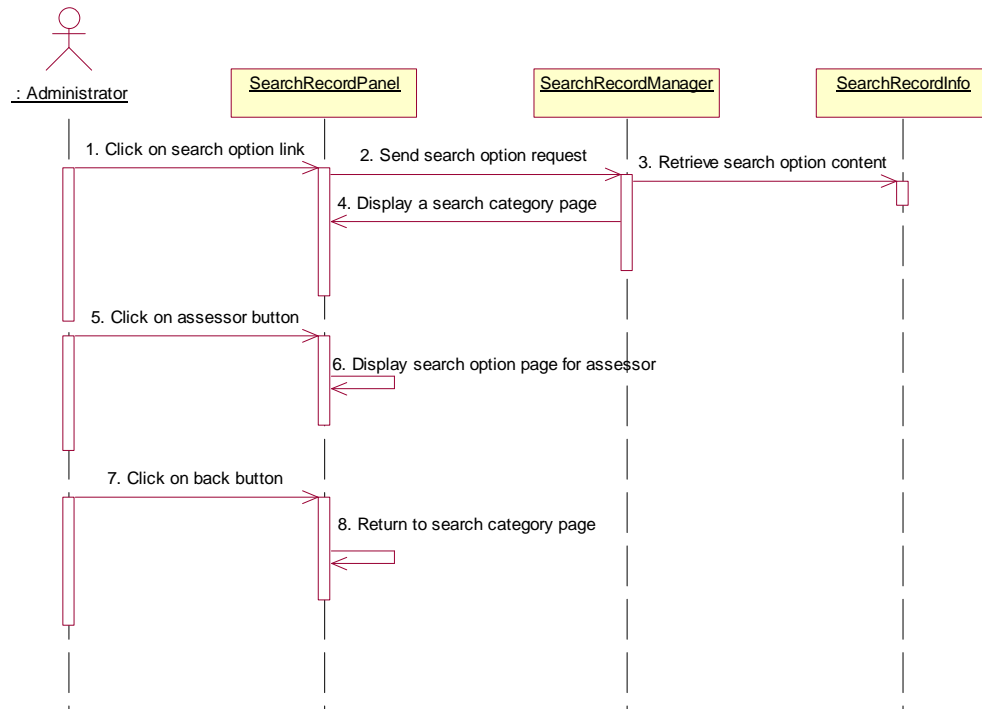 : Administrator
SearchRecordPanel
SearchRecordManager
SearchRecordInfo
1. Click on search option link
2. Send search option request
3. Retrieve search option content
4. Display a search category page
5. Click on assessor button
6. Display search option page for assessor
7. Click on back button
8. Return to search category page